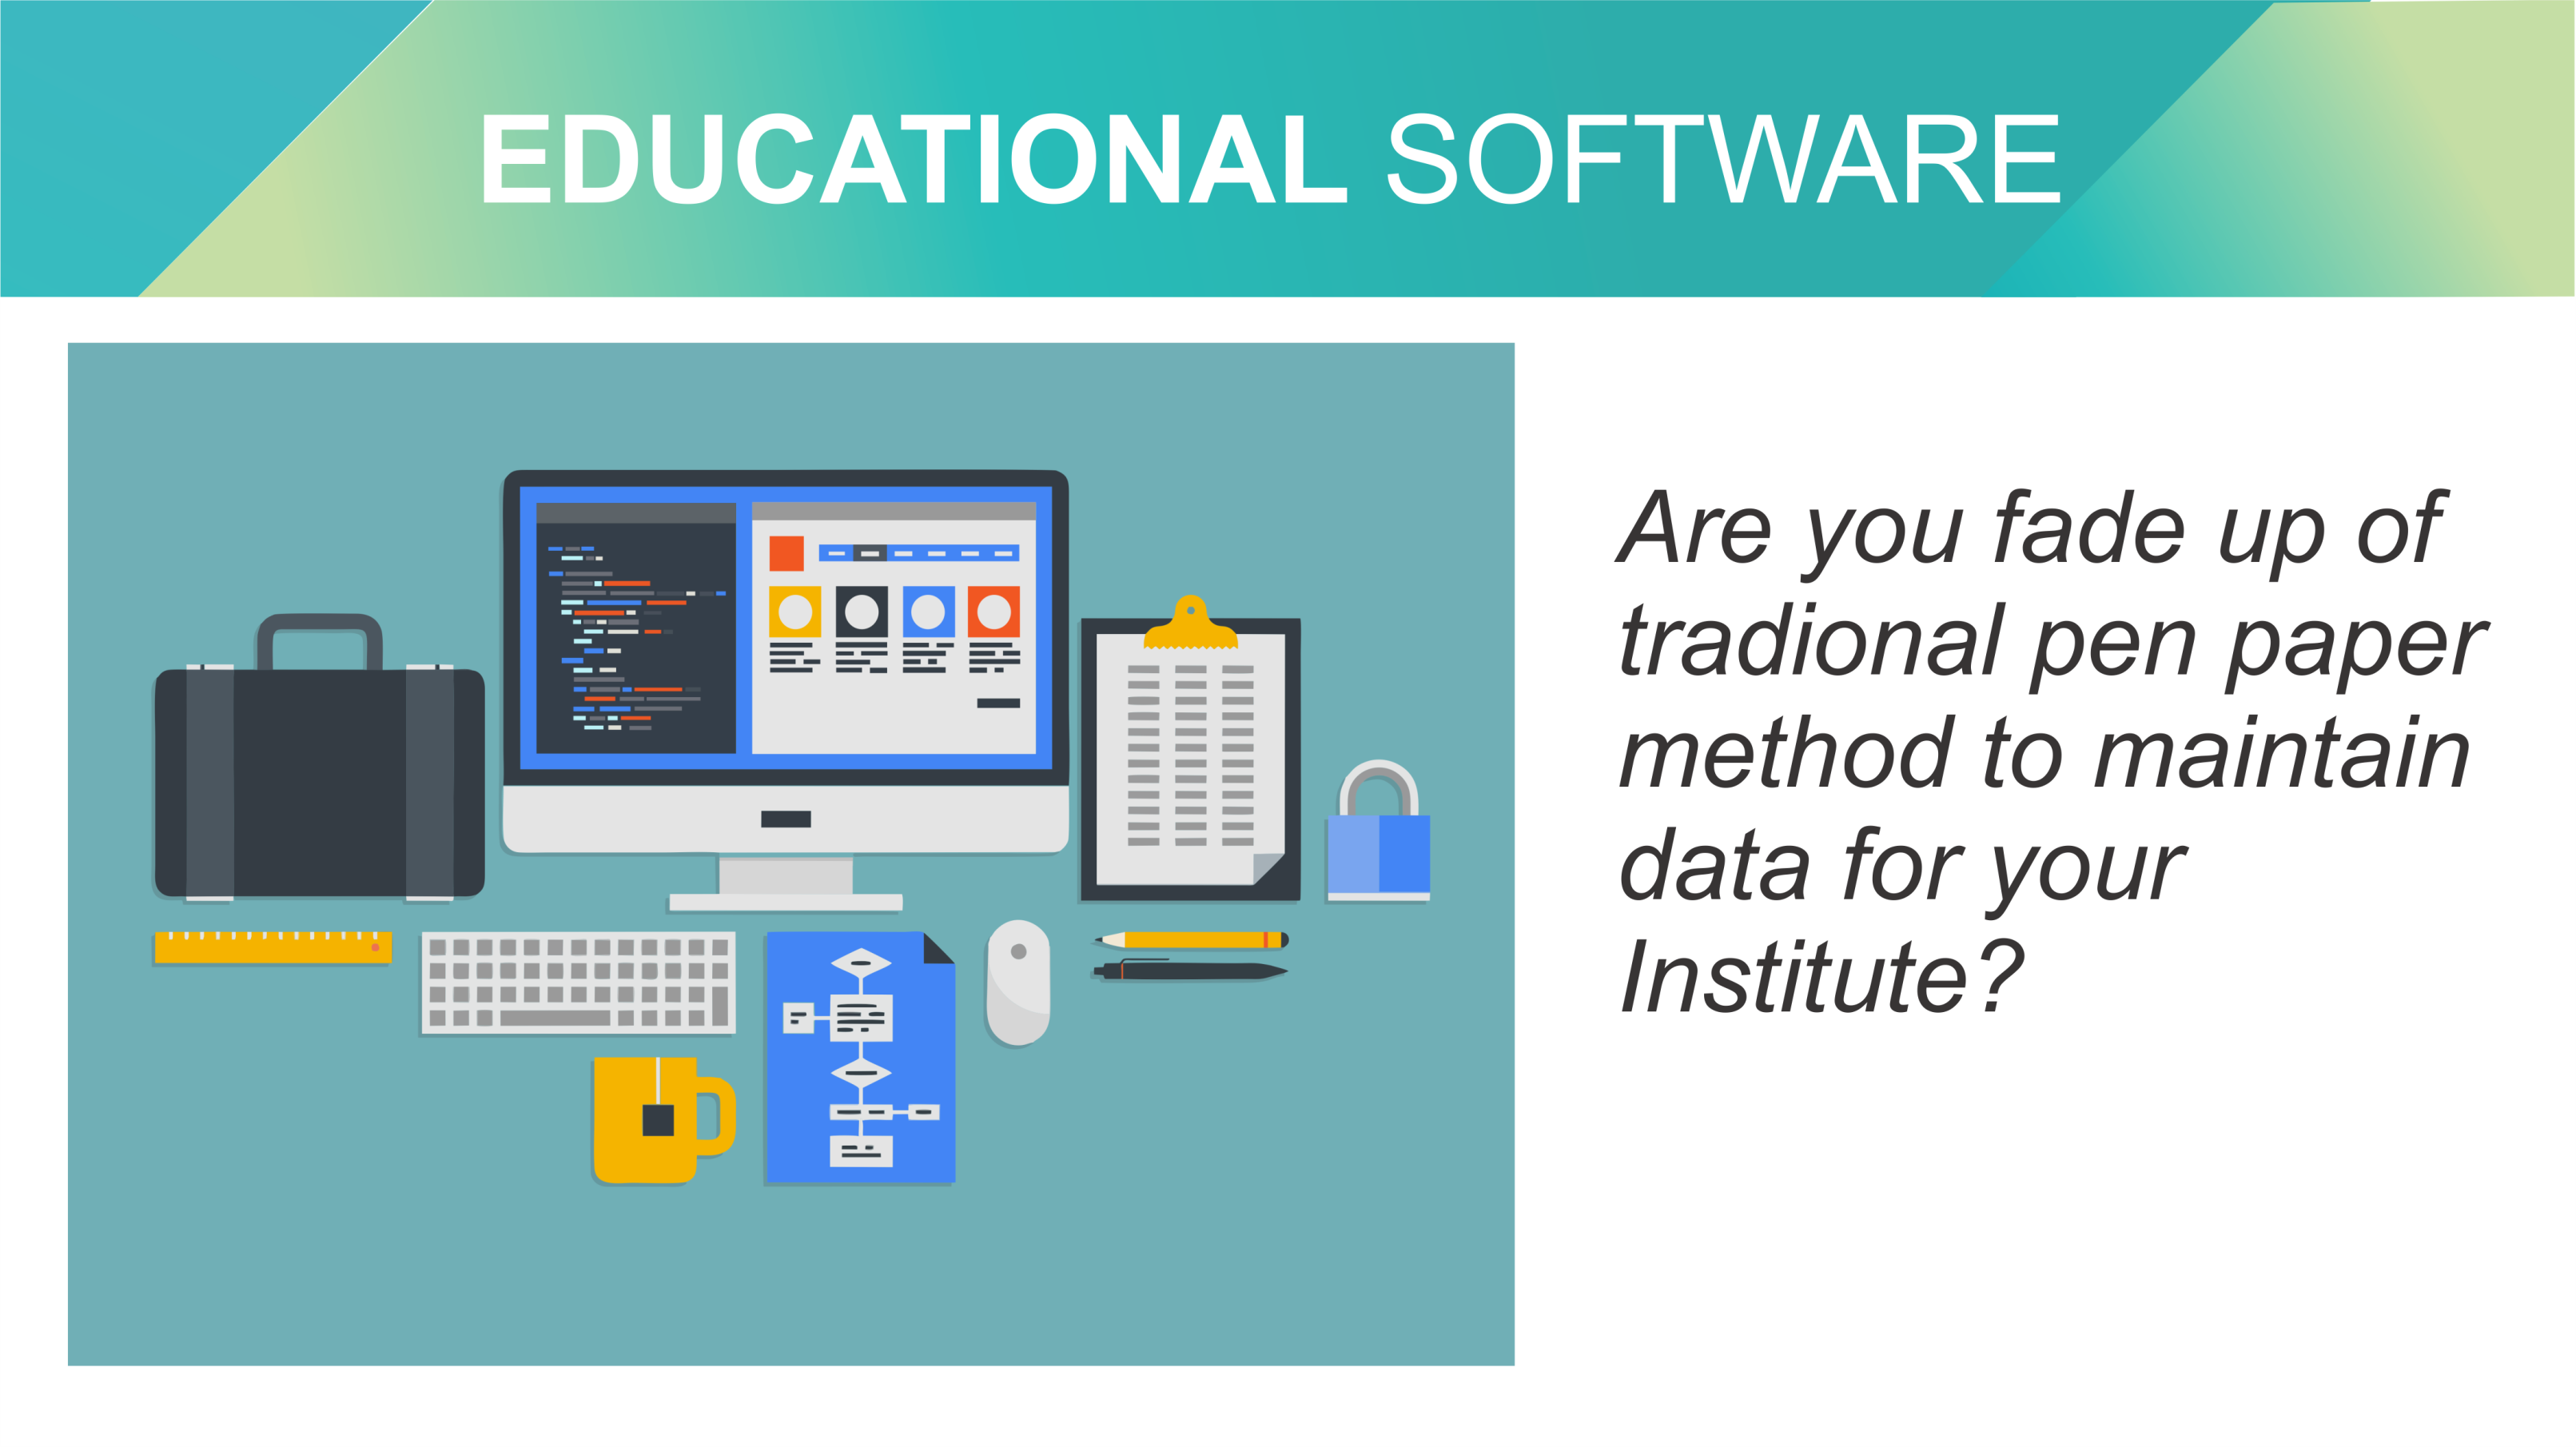 EDUCATIONAL SOFTWARE
Are you fade up of
tradional pen paper
method to maintain
data for your
Institute?